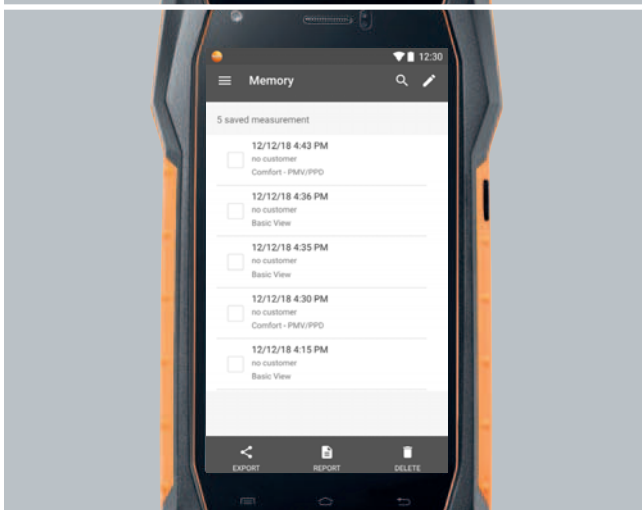 12:30
Memory
5 saved measurement
12/12/18 4:43 PM
no customer
Comfort - PMV/PPD
12/12/18 4:36 PM
no customer
Basic View
12/12/18 4:35 PM
no customer
Basic View
12/12/18 4:30 PM
no customer
Comfort - PMV/PPD
12/12/18 4:15 PM
no customer
Basic View
EXPORT REPORT DELETE